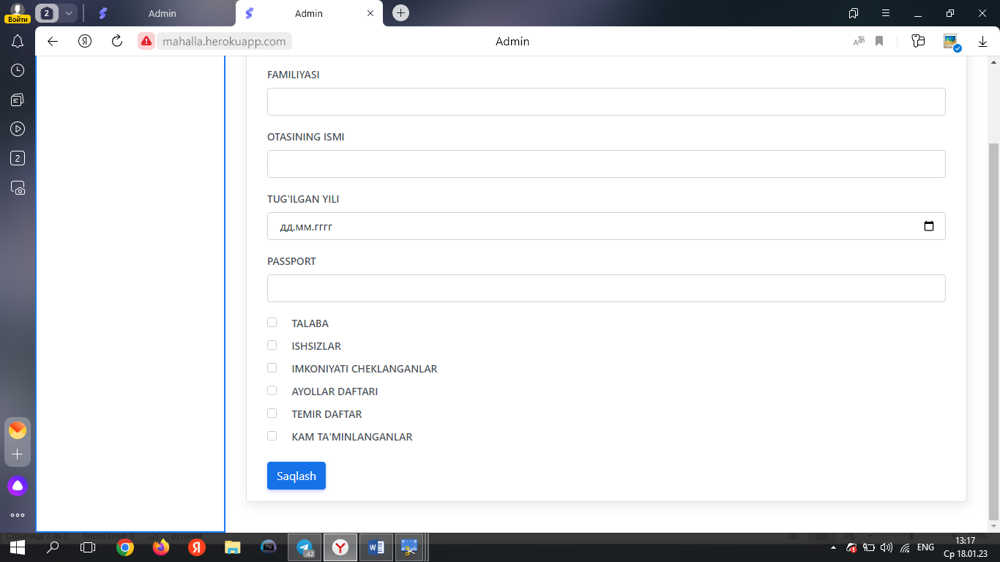 Войти
2
Admin
Admin
mahalla.herokuapp.com
Admin
2
FAMILIYASI
OTASINING ISMI
TUG'ILGAN YILI
дд.мм.гггг
PASSPORT
TALABA
ISHSIZLAR
IMKONIYATI CHEKLANGANLAR
AYOLLAR DAFTARI
TEMIR DAFTAR
KAM TA'MINLANGANLAR
Saqlash
Страница 2 из 2 Число слов: 0 русский
42
ENG
13:17
Ср 18.01.23